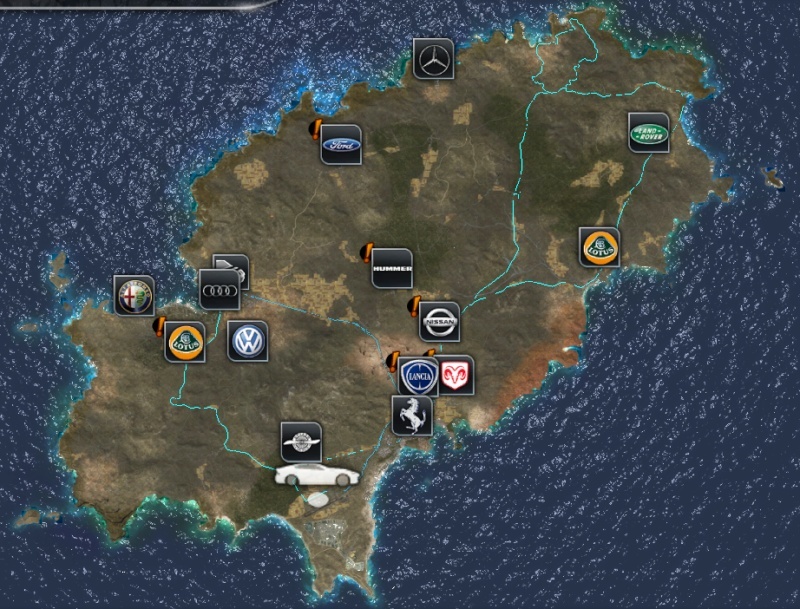 Ford
LAND-
ROVER
LOTUS
HUMMER
NISSAN
LOTUS
LANCIA